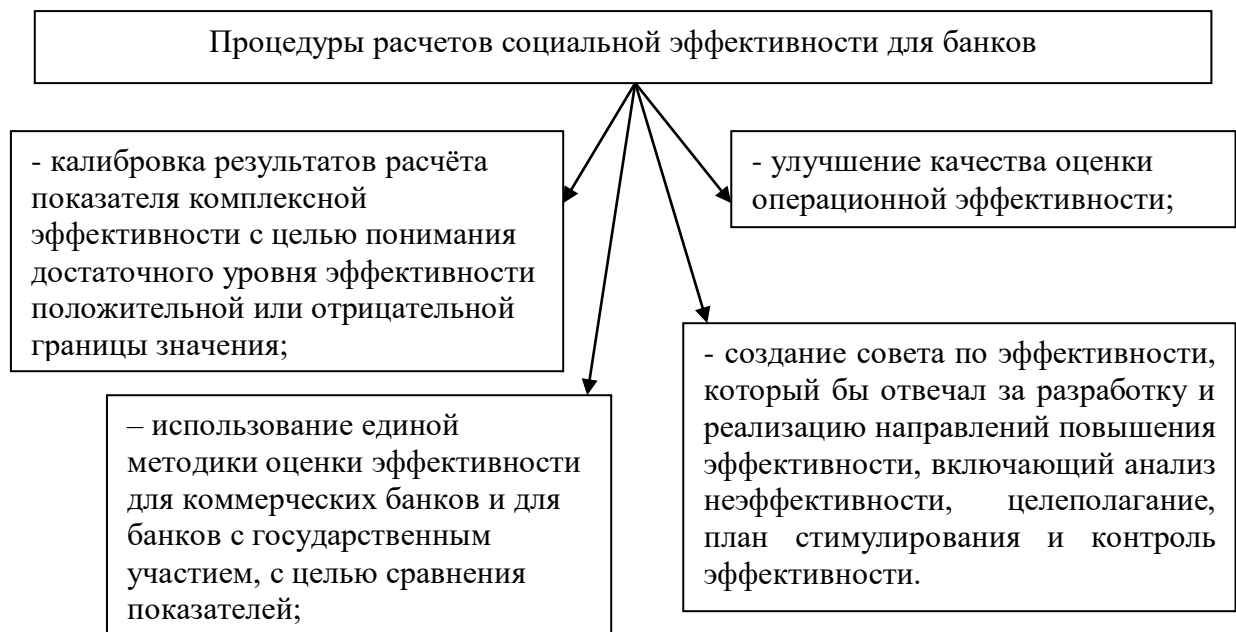 Процедуры расчетов социальной эффективности для банков
- калибровка результатов расчёта
показателя комплексной
эффективности с целью понимания
достаточного уровня эффективности
положительной или отрицательной
границы значения;
- улучшение качества оценки
операционной эффективности;
– использование единой
методики оценки эффективности
для коммерческих банков и для
банков с государственным
участием, с целью сравнения
показателей;
- создание совета по эффективности,
который бы отвечал за разработку и
реализацию направлений повышения
эффективности, включающий анализ
неэффективности, целеполагание,
план стимулирования и контроль
эффективности.